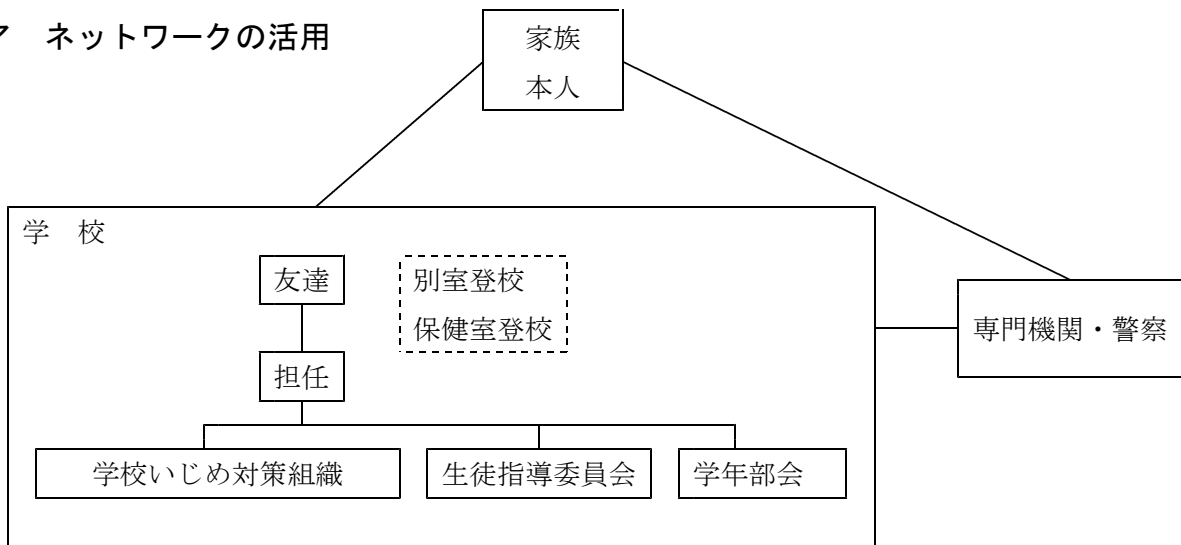 ア　ネットワークの活用
家族
本人
学　校
友達
別室登校
保健室登校
担任
専門機関・警察
学校いじめ対策組織
生徒指導委員会
学年部会